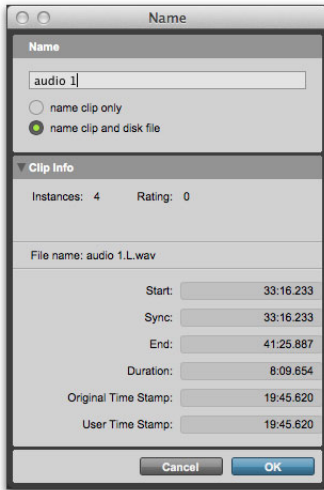 Name
Name
audio 1
name clip only
name clip and disk file
Clip Info
Instances: 4 Rating: 0
File name: audio 1.L.wav
Start: 33:16.233
Sync: 33:16.233
End: 41:25.887
Duration: 8:09.654
Original Time Stamp: 19:45.620
User Time Stamp: 19:45.620
Cancel OK